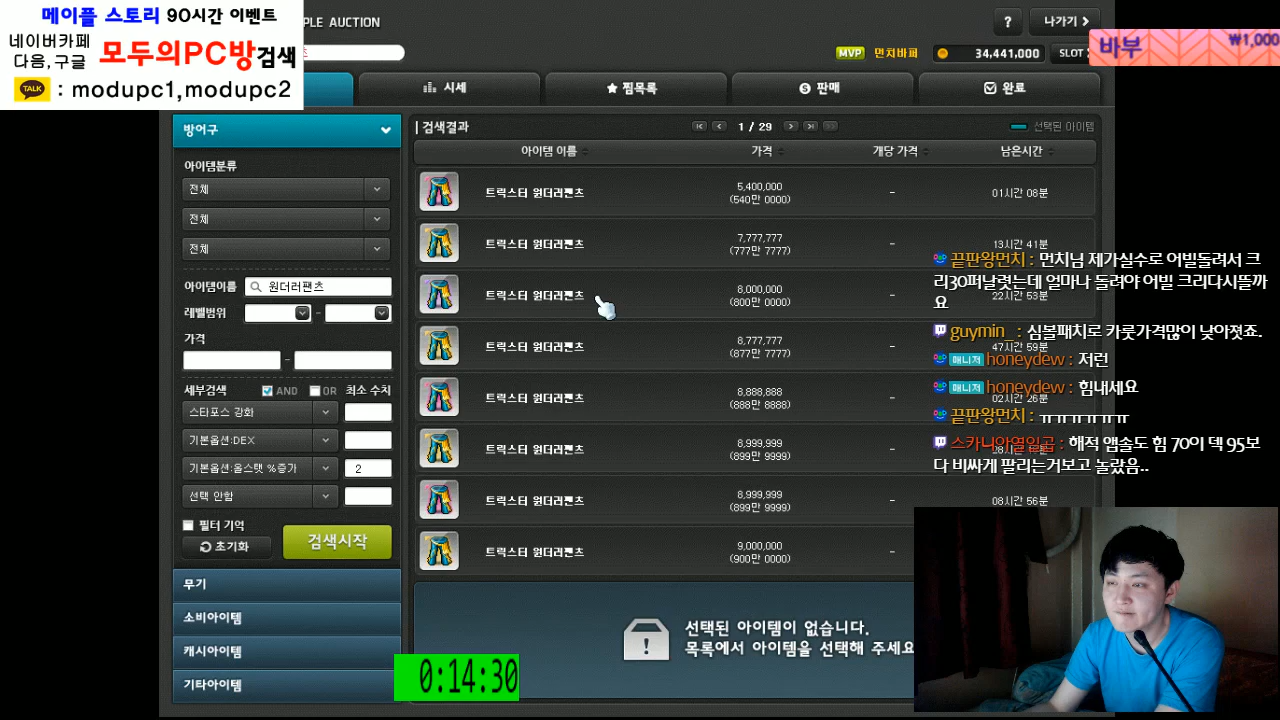 메이플 스토리 90시간 이벤트
네이버카페
다음,구글
모두의PC방검색
TALK : modupc1,modupc2
PLE AUCTION
?
나가기
MVP 먼치바퍼
34,441,000
SLOT
바부
₩1,000
시세
찜목록
판매
완료
방어구
아이템분류
전체
전체
전체
아이템이름
원더러팬츠
레벨범위
-
가격
-
세부검색
AND
OR
최소 수치
스타포스 강화
기본옵션:DEX
기본옵션:올스탯 %증가
2
선택 안함
필터 기억
초기화
검색시작
무기
소비아이템
캐시아이템
기타아이템
검색결과
1 / 29
선택된 아이템
아이템 이름
가격
개당 가격
남은시간
트릭스터 원더러팬츠
5,400,000
(540만 0000)
-
01시간 08분
트릭스터 원더러팬츠
7,777,777
(777만 7777)
-
13시간 41분
트릭스터 원더러팬츠
8,000,000
(800만 0000)
-
22시간 53분
트릭스터 원더러팬츠
8,777,777
(877만 7777)
-
47시간 59분
트릭스터 원더러팬츠
8,888,888
(888만 8888)
-
02시간 26분
트릭스터 원더러팬츠
8,999,999
(899만 9999)
-
트릭스터 원더러팬츠
8,999,999
(899만 9999)
-
08시간 56분
트릭스터 원더러팬츠
9,000,000
(900만 0000)
-
끝판왕먼치 : 먼치님 제가실수로 어빌돌려서 크
리30퍼날렷는데 얼마나 돌려야 어빌 크리다시뜰까
요
guymin_ : 심볼패치로 카룻가격많이 낮아졋죠.
매니저 honeydew : 저런
매니저 honeydew : 힘내세요
끝판왕먼치 : ㅠㅠㅠㅠㅠㅠㅠ
스카니아열일곱 : 해적 앱솔도 힘 70이 덱 95보
다 비싸게 팔리는거보고 놀랐음..
선택된 아이템이 없습니다.
목록에서 아이템을 선택해 주세요
0:14:30